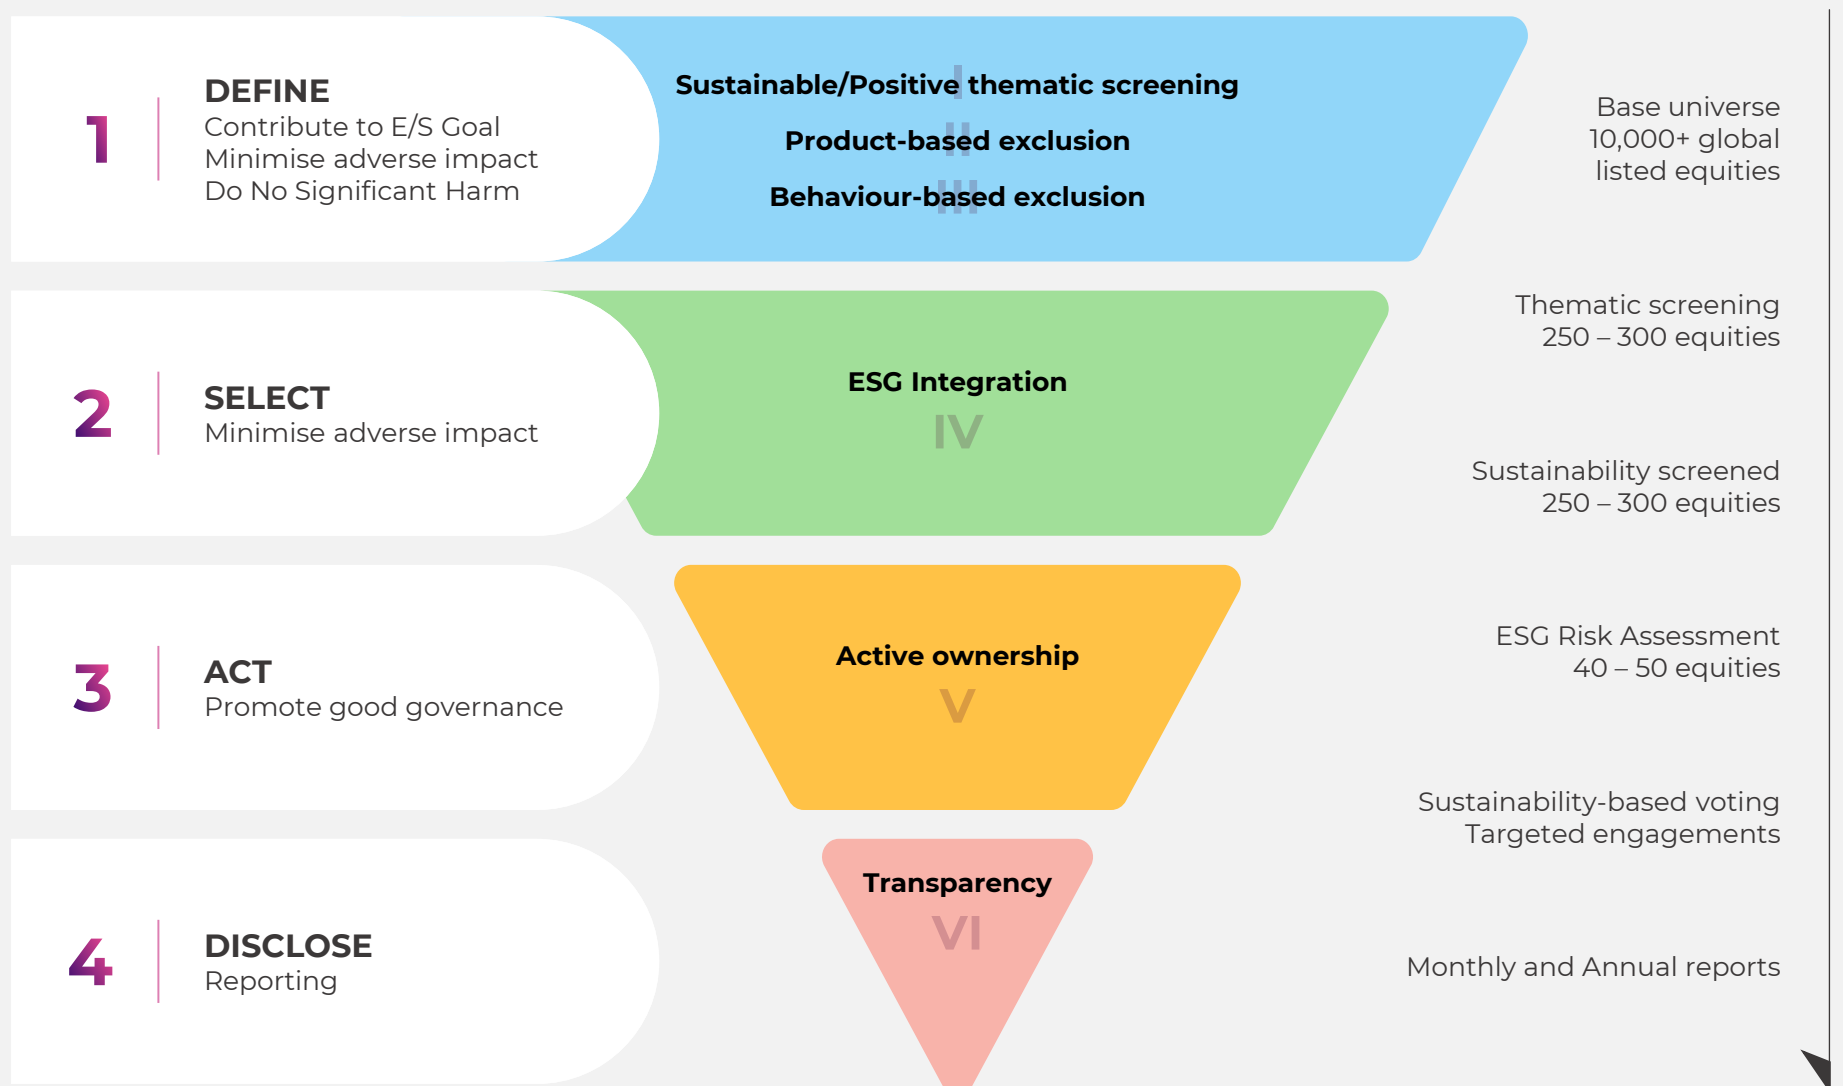 1
DEFINE
Contribute to E/S Goal
Minimise adverse impact
Do No Significant Harm
Sustainable/Positive thematic screening
I
Product-based exclusion
II
Behaviour-based exclusion
III
Base universe
10,000+ global
listed equities
Thematic screening
250 – 300 equities
2
SELECT
Minimise adverse impact
ESG Integration
IV
Sustainability screened
250 – 300 equities
3
ACT
Promote good governance
Active ownership
V
ESG Risk Assessment
40 – 50 equities
Sustainability-based voting
Targeted engagements
4
DISCLOSE
Reporting
Transparency
VI
Monthly and Annual reports